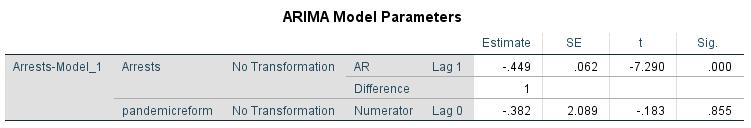 ARIMA Model Parameters
Estimate SE t Sig.
Arrests-Model_1 Arrests No Transformation AR Lag 1 -.449 .062 -7.290 .000
Difference 1
pandemicreform No Transformation Numerator Lag 0 -.382 2.089 -.183 .855